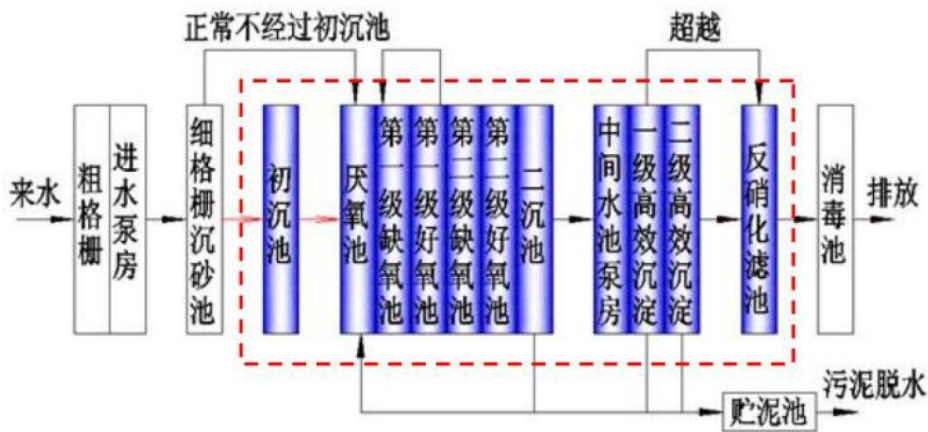 正常不经过初沉池
超越
来水
粗格栅
进水泵房
细格栅沉砂池
初沉池
厌氧池
第一级缺氧池
第一级好氧池
第二级缺氧池
第二级好氧池
二沉池
中间水池泵房
一级高效沉淀
二级高效沉淀
反硝化滤池
消毒池
排放
贮泥池
污泥脱水